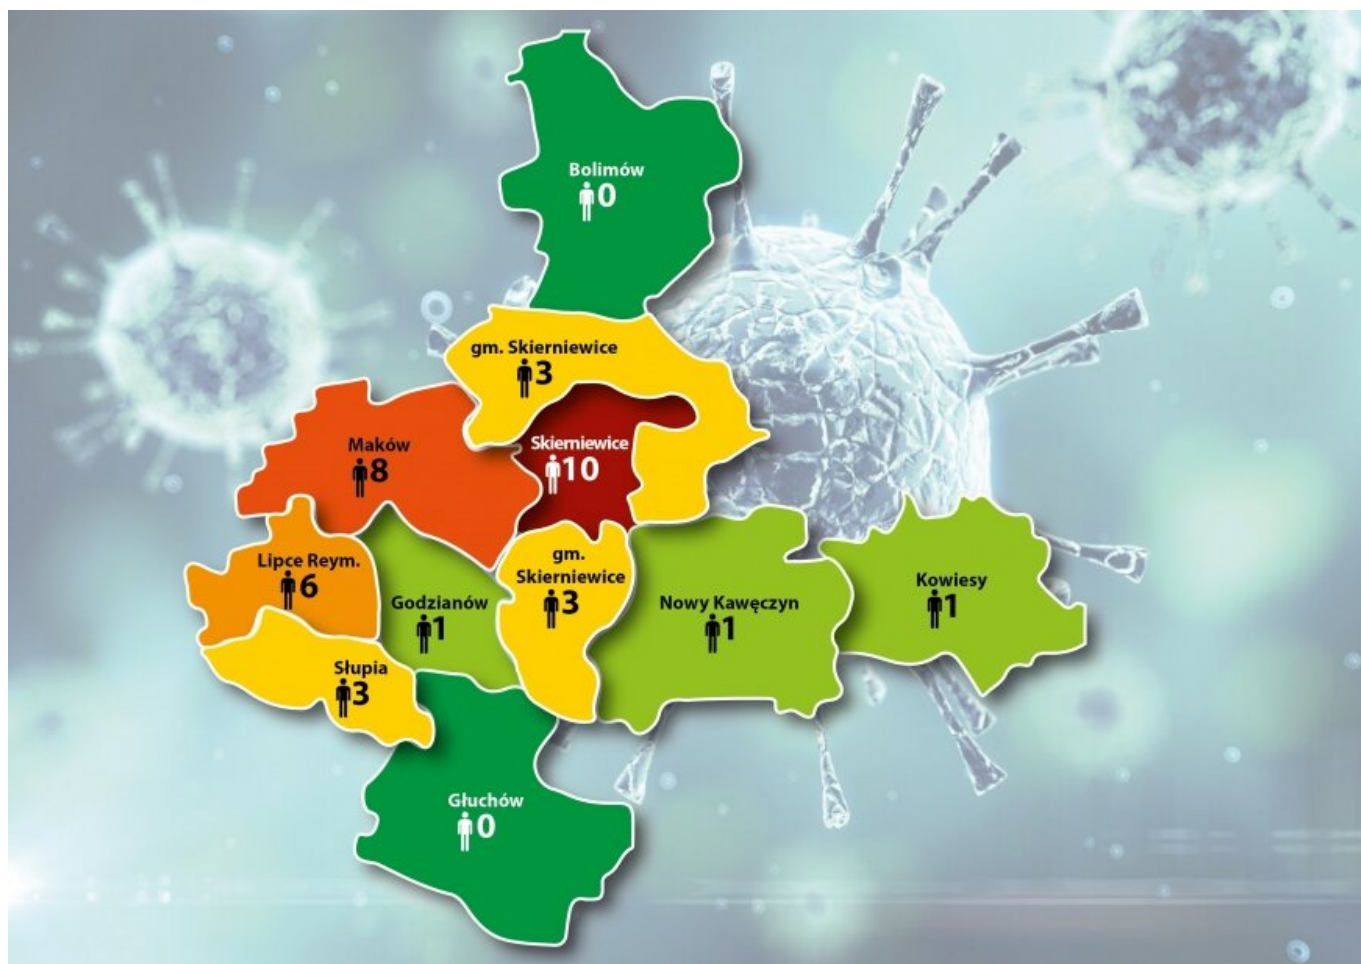 Bolimów
0
gm. Skierniewice
3
Maków
8
Skierniewice
10
Lipce Reym.
6
Godzianów
1
gm.
Skierniewice
3
Nowy Kawęczyn
1
Kowiesy
1
Słupia
3
Głuchów
0